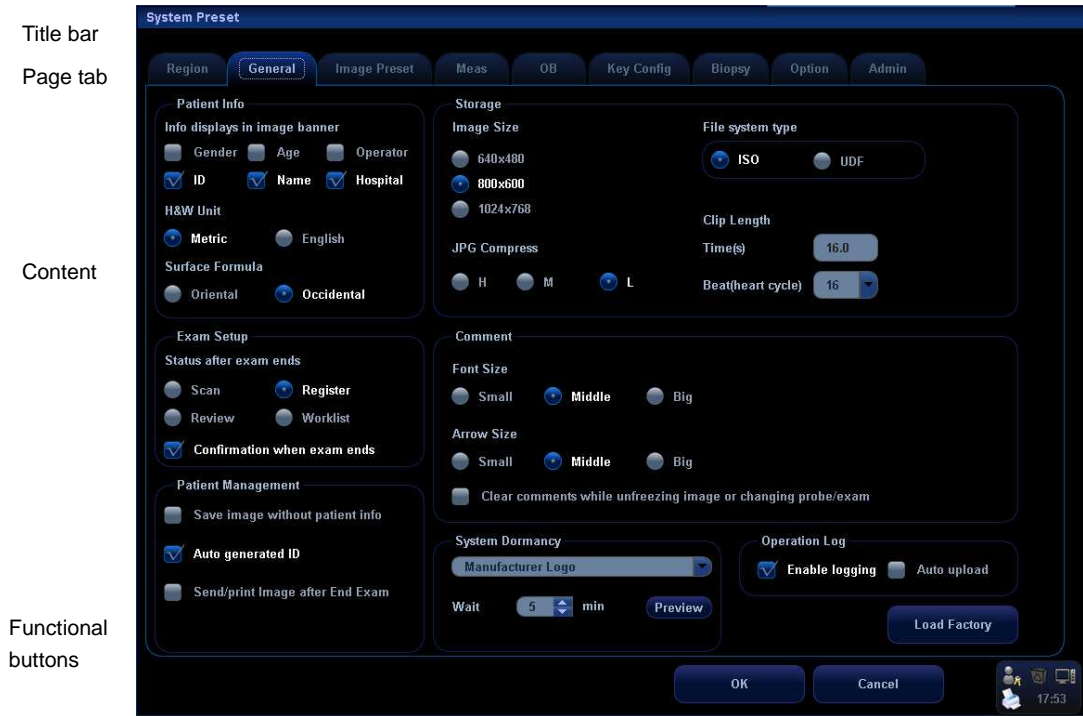 System Preset
Title bar
Page tab
Region General Image Preset Meas OB Key Config Biopsy Option Admin
Patient Info
Info displays in image banner
Gender Age Operator
ID Name Hospital
H&W Unit
Metric English
Surface Formula
Oriental Occidental
Storage
Image Size
640x480
800x600
1024x768
JPG Compress
H M L
File system type
ISO UDF
Clip Length
Time(s) 16.0
Beat(heart cycle) 16
Content
Exam Setup
Status after exam ends
Scan Register
Review Worklist
Confirmation when exam ends
Comment
Font Size
Small Middle Big
Arrow Size
Small Middle Big
Clear comments while unfreezing image or changing probe/exam
Patient Management
Save image without patient info
Auto generated ID
Send/print Image after End Exam
System Dormancy
Manufacturer Logo
Wait 5 min Preview
Operation Log
Enable logging Auto upload
Load Factory
Functional
buttons
OK Cancel
17:53